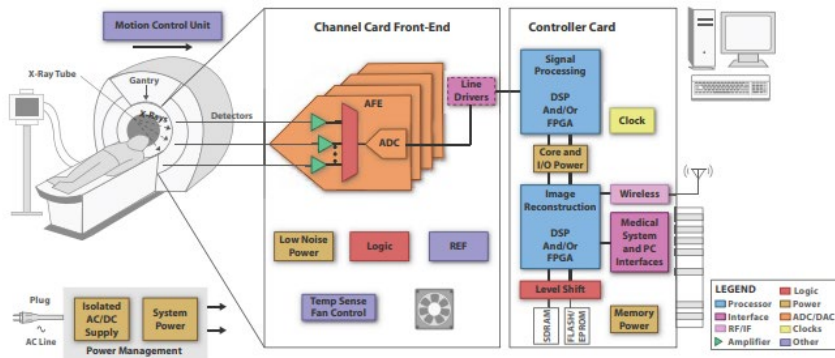 Motion Control Unit
X-Ray Tube
Gantry
X-Rays
Detectors
Channel Card Front-End
AFE
ADC
Line
Drivers
Low Noise
Power
Logic
REF
Temp Sense
Fan Control
Controller Card
Signal
Processing
DSP
And/Or
FPGA
Clock
Core and
I/O Power
Image
Reconstruction
DSP
And/Or
FPGA
Wireless
Medical
System
and PC
Interfaces
Level Shift
SDRAM
FLASH/
EPROM
Memory
Power
Plug
AC Line
Isolated
AC/DC
Supply
System
Power
Power Management
LEGEND
Processor
Interface
RF/IF
Amplifier
Logic
Power
ADC/DAC
Clocks
Other